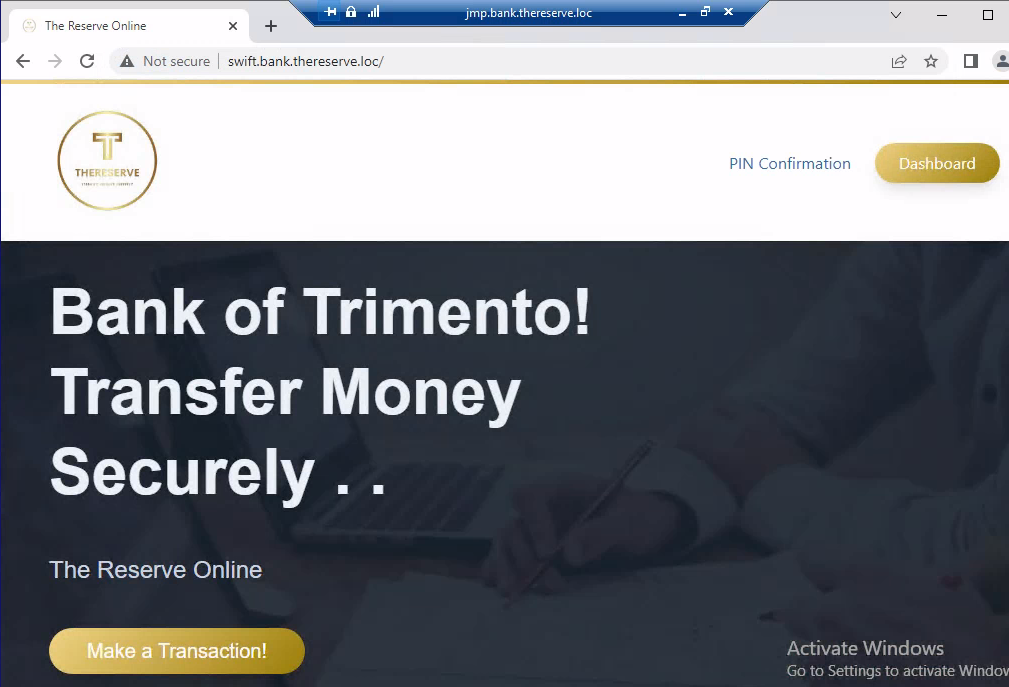 jmp.bank.thereserve.loc
The Reserve Online
Not secure
swift.bank.thereserve.loc/
THERESERVE
PIN Confirmation
Dashboard
Bank of Trimento!
Transfer Money
Securely . .
The Reserve Online
Make a Transaction!
Activate Windows
Go to Settings to activate Window